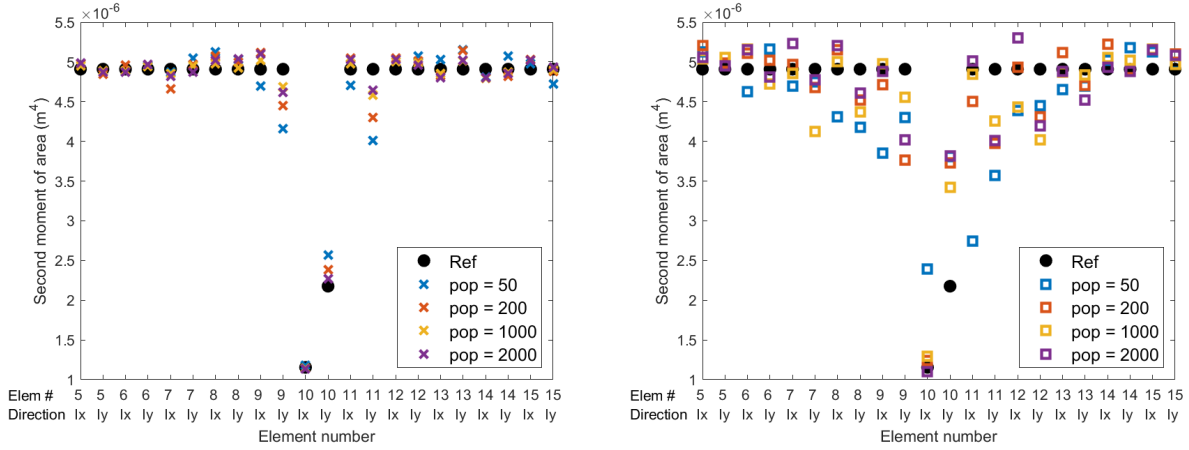 ×10⁻⁶
5.5
5
4.5
4
3.5
3
2.5
2
1.5
1
Second moment of area (m⁴)
Ref
pop = 50
pop = 200
pop = 1000
pop = 2000
Elem # 5 5 6 6 7 7 8 8 9 9 10 10 11 11 12 12 13 13 14 14 15 15
Direction Ix Iy Ix Iy Ix Iy Ix Iy Ix Iy Ix Iy Ix Iy Ix Iy Ix Iy Ix Iy Ix Iy
Element number
×10⁻⁶
5.5
5
4.5
4
3.5
3
2.5
2
1.5
1
Second moment of area (m⁴)
Ref
pop = 50
pop = 200
pop = 1000
pop = 2000
Elem # 5 5 6 6 7 7 8 8 9 9 10 10 11 11 12 12 13 13 14 14 15 15
Direction Ix Iy Ix Iy Ix Iy Ix Iy Ix Iy Ix Iy Ix Iy Ix Iy Ix Iy Ix Iy Ix Iy
Element number